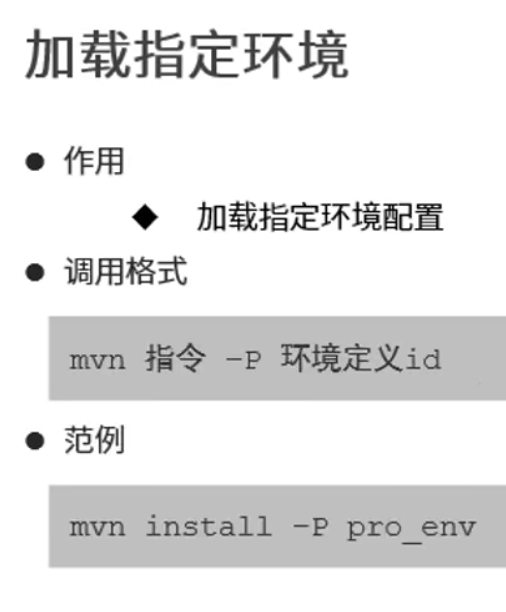 加载指定环境
● 作用
◆ 加载指定环境配置
● 调用格式
mvn 指令 –P 环境定义id
● 范例
mvn install –P pro_env